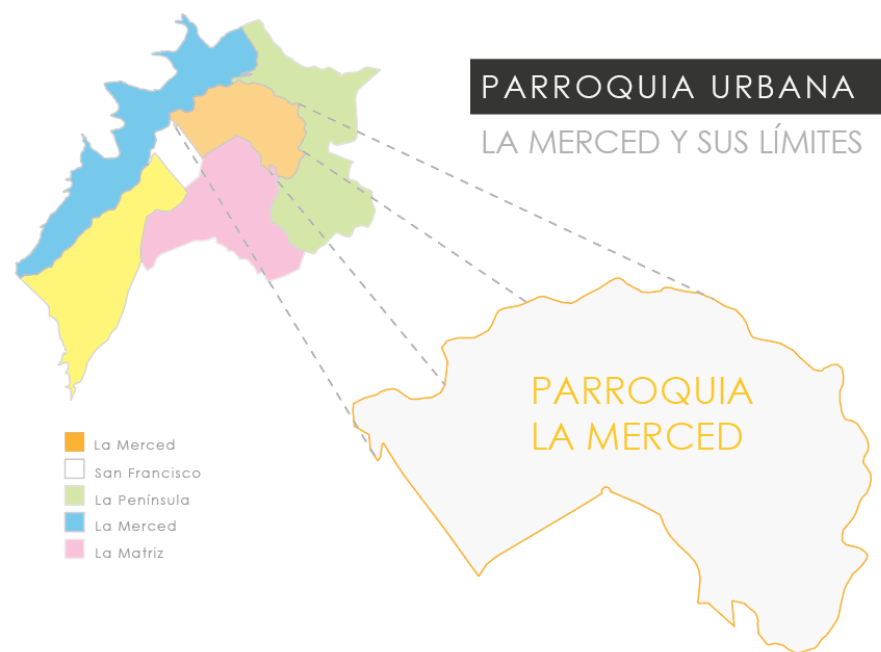 PARROQUIA URBANA
LA MERCED Y SUS LÍMITES
PARROQUIA
LA MERCED
La Merced
San Francisco
La Península
La Merced
La Matriz